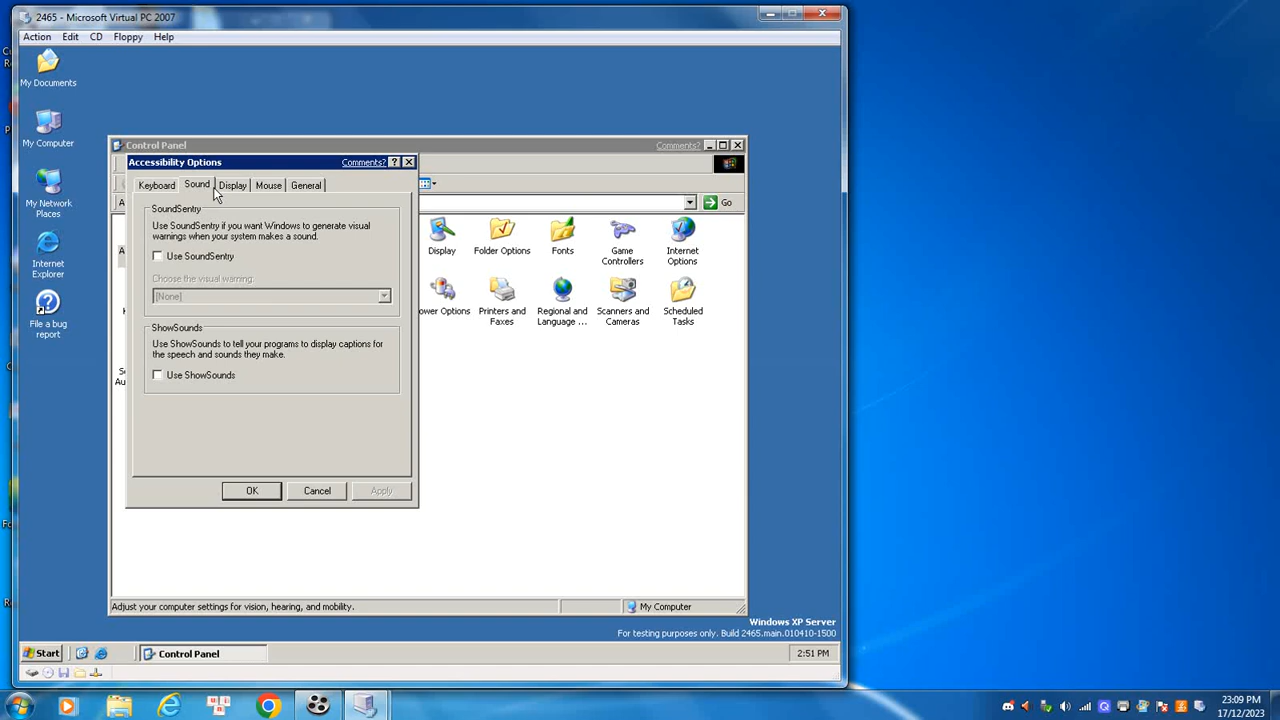 2465 - Microsoft Virtual PC 2007
Action Edit CD Floppy Help
My Documents
My Computer
My Network
Places
Internet
Explorer
File a bug
report
Control Panel
Comments?
Accessibility Options
Comments?
Keyboard Sound Display Mouse General
SoundSentry
Use SoundSentry if you want Windows to generate visual
warnings when your system makes a sound.
Use SoundSentry
Choose the visual warning:
[None]
ShowSounds
Use ShowSounds to tell your programs to display captions for
the speech and sounds they make.
Use ShowSounds
OK Cancel Apply
Go
Display
Folder Options
Fonts
Game
Controllers
Internet
Options
ower Options
Printers and
Faxes
Regional and
Language ...
Scanners and
Cameras
Scheduled
Tasks
Adjust your computer settings for vision, hearing, and mobility.
My Computer
Windows XP Server
For testing purposes only. Build 2465.main.010410-1500
Start
Control Panel
2:51 PM
23:09 PM
17/12/2023